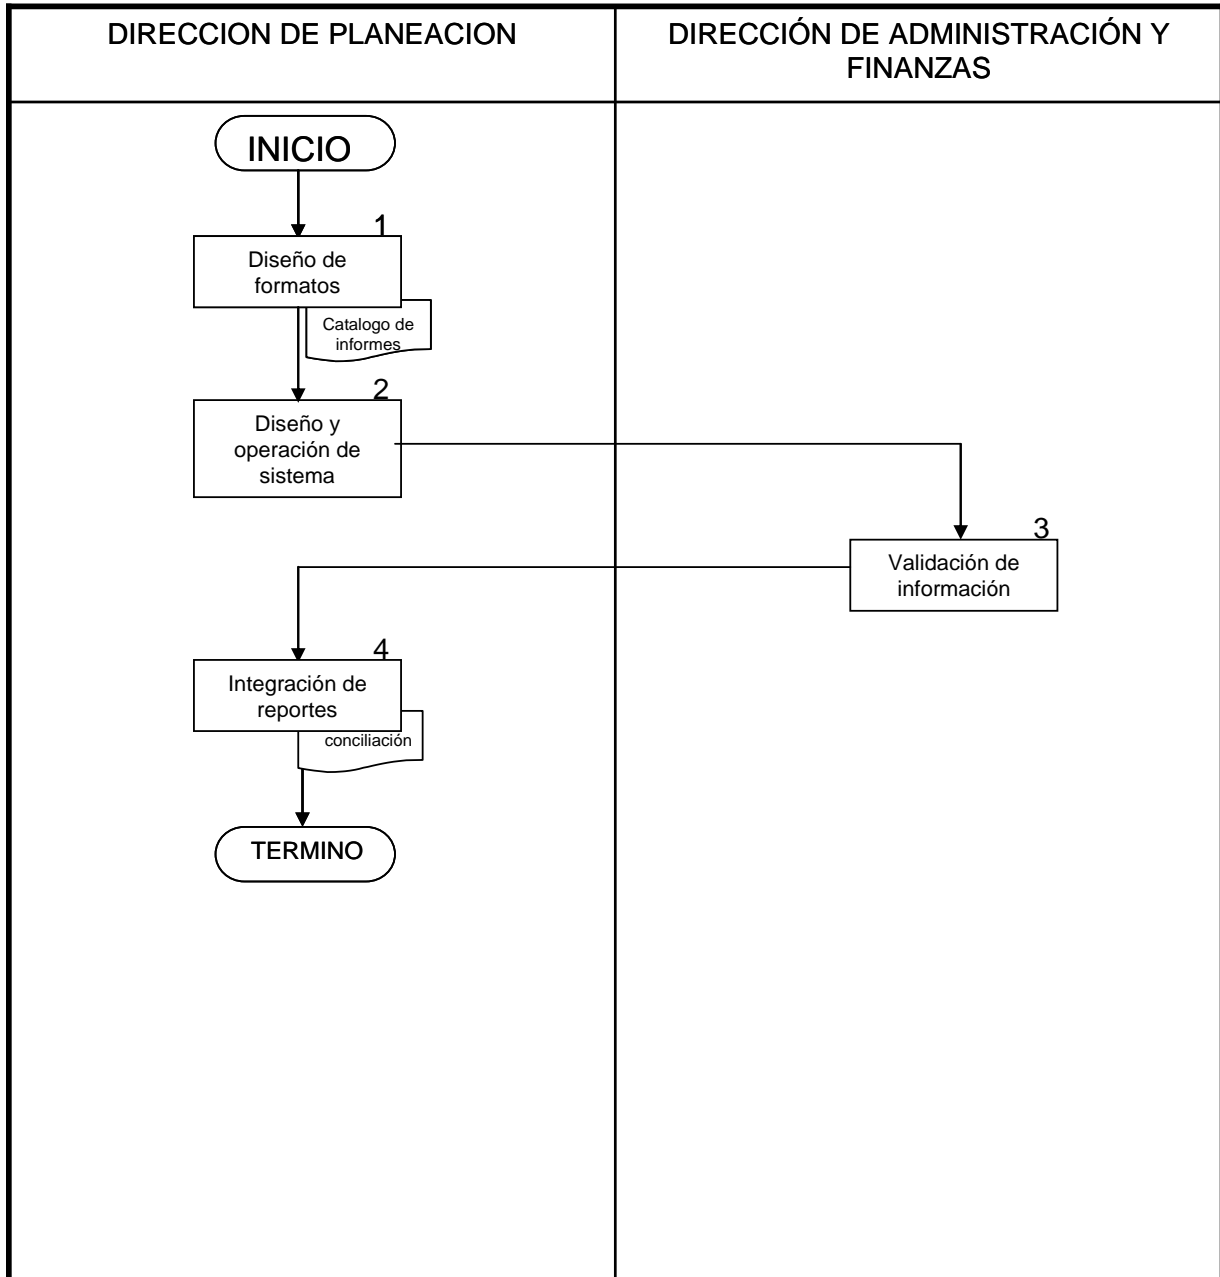 DIRECCION DE PLANEACION
DIRECCIÓN DE ADMINISTRACIÓN Y
FINANZAS
INICIO
1
Diseño de
formatos
Catalogo de
informes
2
Diseño y
operación de
sistema
3
Validación de
información
4
Integración de
reportes
conciliación
TERMINO